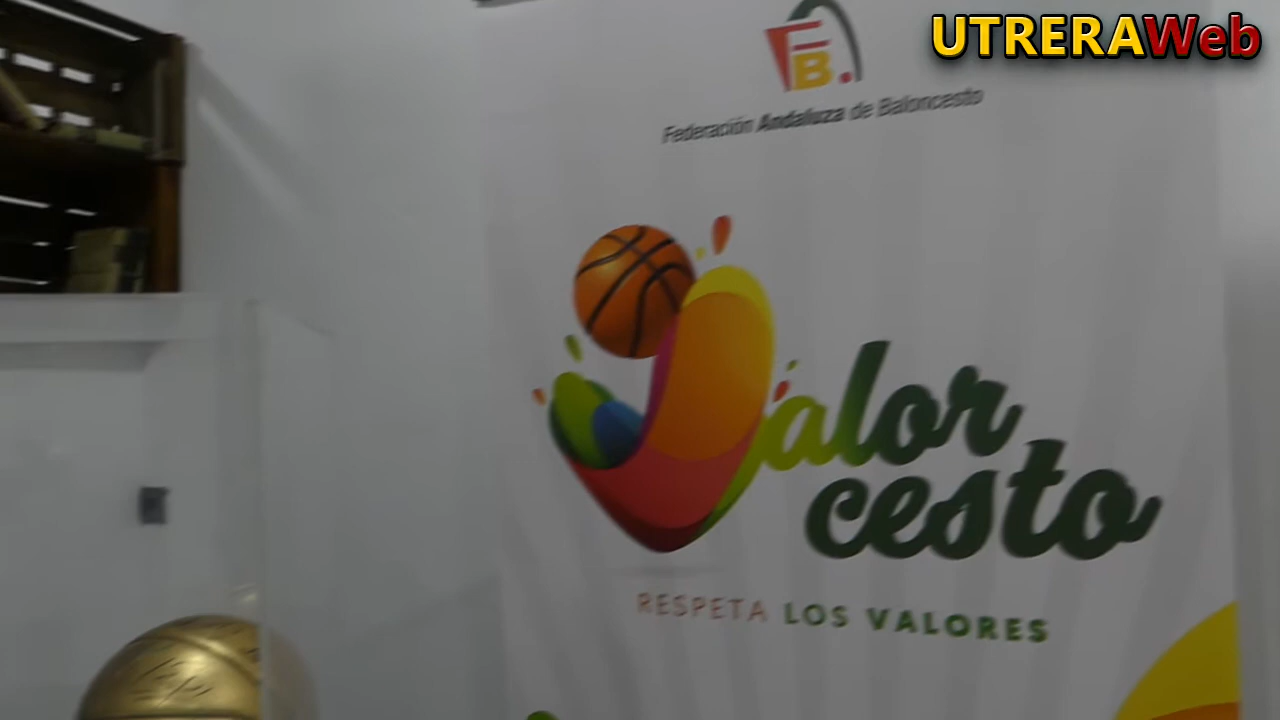 UTRERAWeb
FB
Federación Andaluza de Baloncesto
Valor
cesto
RESPETA LOS VALORES